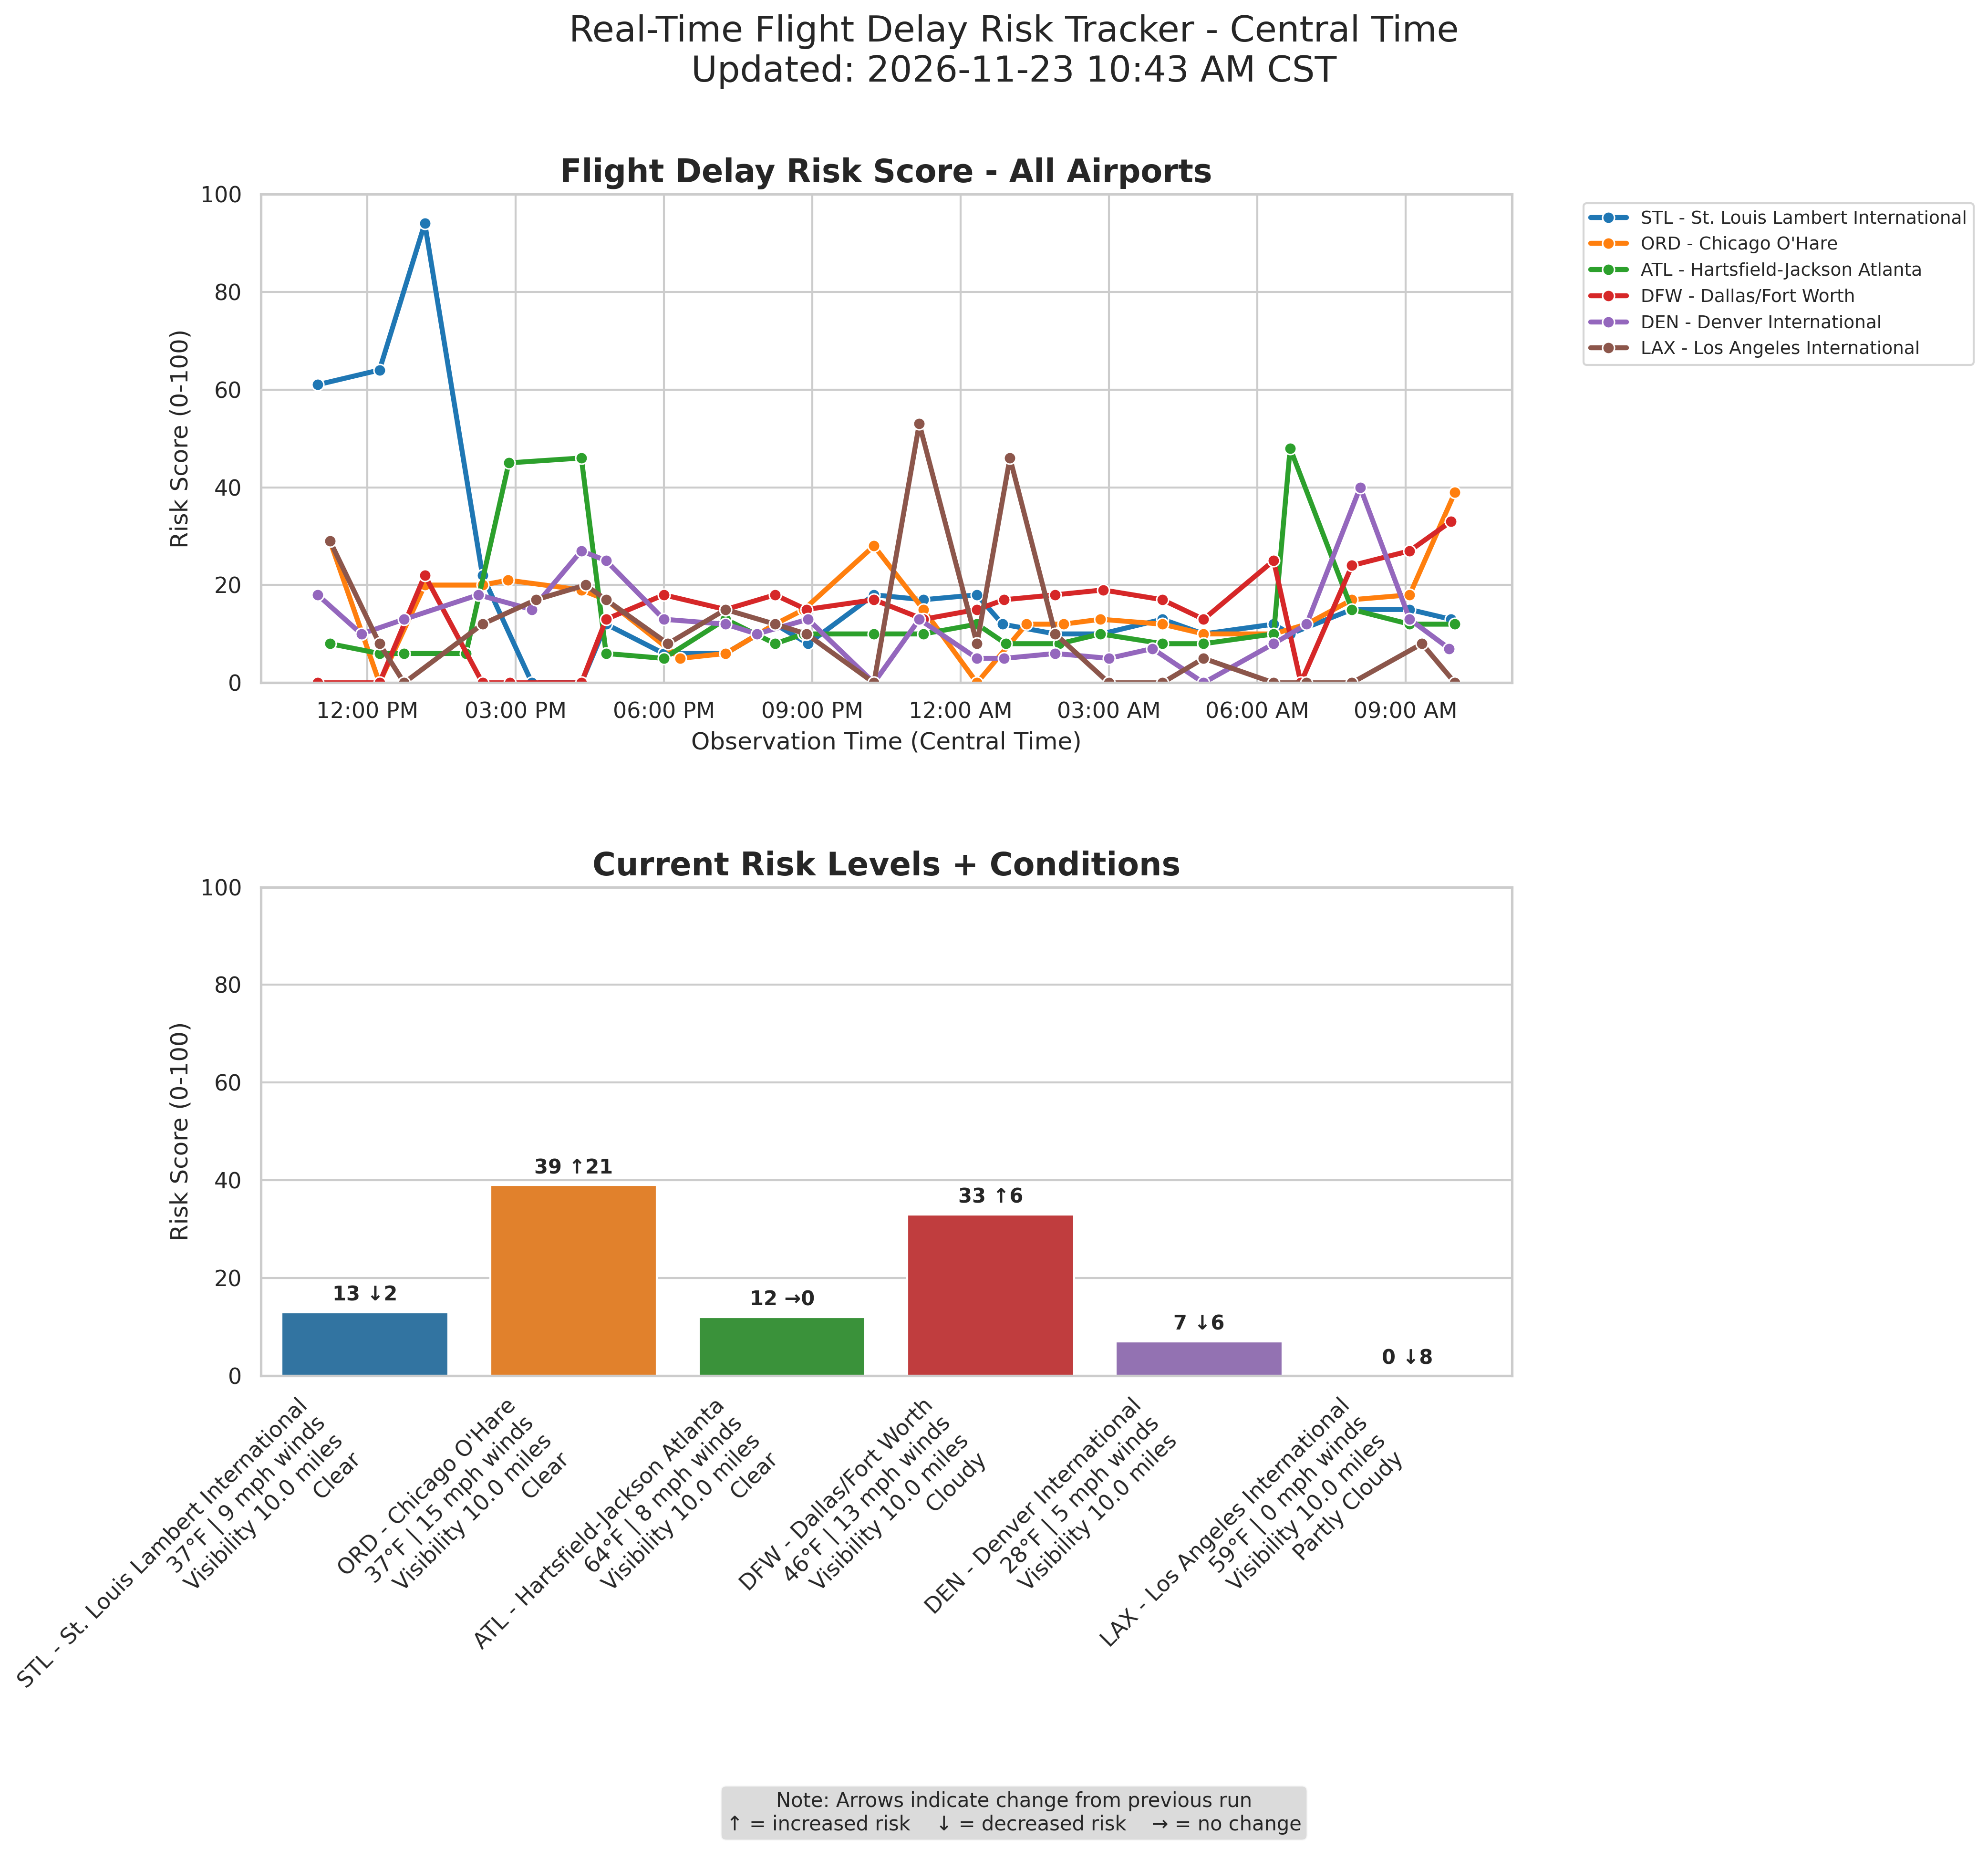 Real-Time Flight Delay Risk Tracker - Central Time
Updated: 2026-11-23 10:43 AM CST
Flight Delay Risk Score - All Airports
Risk Score (0-100)
100
80
60
40
20
0
12:00 PM
03:00 PM
06:00 PM
09:00 PM
12:00 AM
03:00 AM
06:00 AM
09:00 AM
Observation Time (Central Time)
STL - St. Louis Lambert International
ORD - Chicago O'Hare
ATL - Hartsfield-Jackson Atlanta
DFW - Dallas/Fort Worth
DEN - Denver International
LAX - Los Angeles International
Current Risk Levels + Conditions
Risk Score (0-100)
100
80
60
40
20
0
13 ↓2
39 ↑21
12 →0
33 ↑6
7 ↓6
0 ↓8
STL - St. Louis Lambert International
37°F | 9 mph winds
Visibility 10.0 miles
Clear
ORD - Chicago O'Hare
37°F | 15 mph winds
Visibility 10.0 miles
Clear
ATL - Hartsfield-Jackson Atlanta
64°F | 8 mph winds
Visibility 10.0 miles
Clear
DFW - Dallas/Fort Worth
46°F | 13 mph winds
Visibility 10.0 miles
Cloudy
DEN - Denver International
28°F | 5 mph winds
Visibility 10.0 miles
LAX - Los Angeles International
59°F | 0 mph winds
Visibility 10.0 miles
Partly Cloudy
Note: Arrows indicate change from previous run
↑ = increased risk    ↓ = decreased risk    → = no change